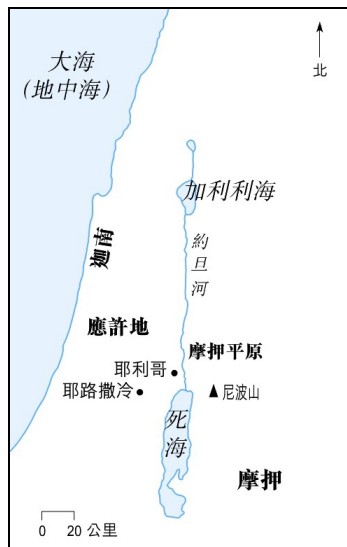 大海
(地中海)
北
加利利海
迦南
約旦河
應許地
摩押平原
耶利哥
耶路撒冷
尼波山
死海
摩押
0 20 公里